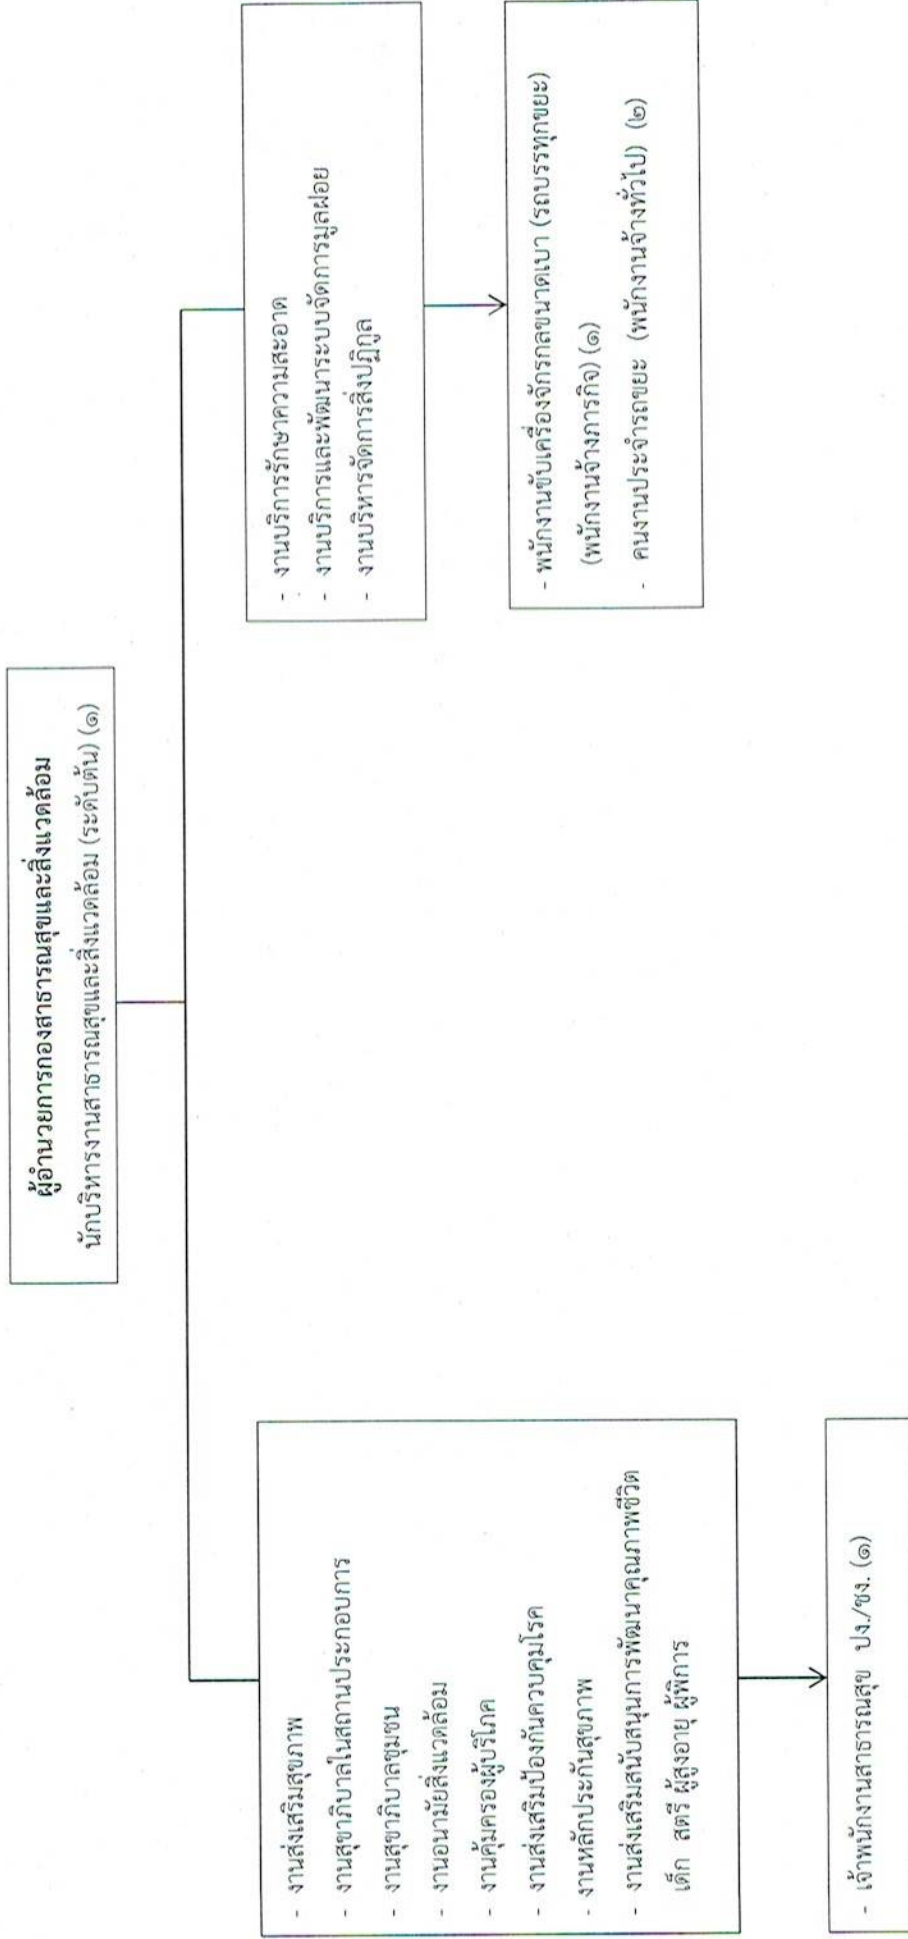 ผู้อำนวยการกองสาธารณสุขและสิ่งแวดล้อม
นักบริหารงานสาธารณสุขและสิ่งแวดล้อม (ระดับต้น) (๑)
- งานส่งเสริมสุขภาพ
- งานสุขาภิบาลในสถานประกอบการ
- งานสุขาภิบาลชุมชน
- งานอนามัยสิ่งแวดล้อม
- งานคุ้มครองผู้บริโภค
- งานส่งเสริมป้องกันควบคุมโรค
- งานหลักประกันสุขภาพ
- งานส่งเสริมสนับสนุนการพัฒนาคุณภาพชีวิต
เด็ก สตรี ผู้สูงอายุ ผู้พิการ
- เจ้าพนักงานสาธารณสุข ปง./ชง. (๑)
- งานบริการรักษาความสะอาด
- งานบริการและพัฒนาระบบจัดการมูลฝอย
- งานบริหารจัดการสิ่งปฏิกูล
- พนักงานขับเครื่องจักรกลขนาดเบา (รถบรรทุกขยะ)
(พนักงานจ้างภารกิจ) (๑)
- คนงานประจำรถขยะ (พนักงานจ้างทั่วไป) (๒)